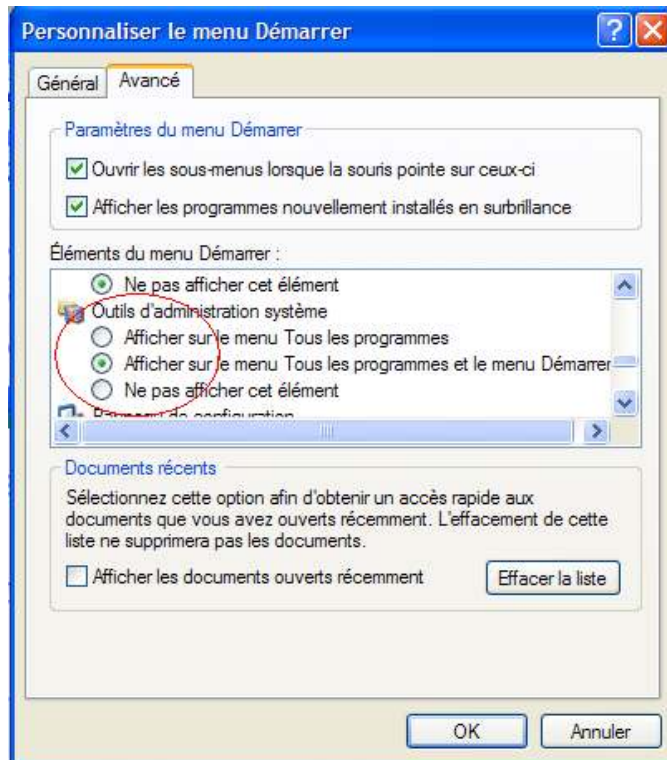 Personnaliser le menu Démarrer
Général
Avancé
Paramètres du menu Démarrer
Ouvrir les sous-menus lorsque la souris pointe sur ceux-ci
Afficher les programmes nouvellement installés en surbrillance
Éléments du menu Démarrer :
Ne pas afficher cet élément
Outils d'administration système
Afficher sur le menu Tous les programmes
Afficher sur le menu Tous les programmes et le menu Démarrer
Ne pas afficher cet élément
Panneau de configuration
Documents récents
Sélectionnez cette option afin d'obtenir un accès rapide aux
documents que vous avez ouverts récemment. L'effacement de cette
liste ne supprimera pas les documents.
Afficher les documents ouverts récemment
Effacer la liste
OK
Annuler